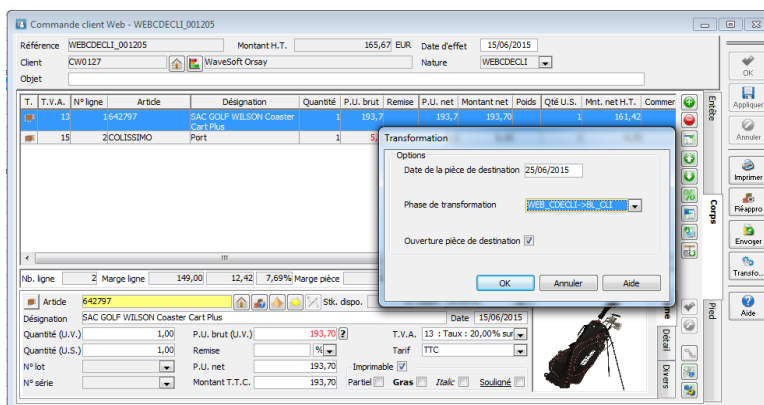 Commande client Web - WEBCDECLI_001205
Référence WEBCDECLI_001205 Montant H.T. 165,67 EUR Date d'effet 15/06/2015
Client CW0127 WaveSoft Orsay Nature WEBCDECLI
Objet
OK
Appliquer
Annuler
Imprimer
Réappro
Envoyer
Transfo...
Aide
T. T.V.A. N° ligne Article Désignation Quantité P.U. brut Remise P.U. net Montant net Poids Qté U.S. Mnt. net H.T. Commer
13 1 642797 SAC GOLF WILSON Coaster Cart Plus 1 193,7 193,7 193,70 1 161,42
15 2 COLISSIMO Port 1 5,
Entête
Corps
Pied
Transformation
Options
Date de la pièce de destination 25/06/2015
Phase de transformation WEB_CDECLI->BL_CLI
Ouverture pièce de destination
OK Annuler Aide
Nb. ligne 2 Marge ligne 149,00 12,42 7,69% Marge pièce
Article 642797 Stk. dispo.
Désignation SAC GOLF WILSON Coaster Cart Plus Date 15/06/2015
Quantité (U.V.) 1,00 P.U. brut (U.V.) 193,70 T.V.A. 13 : Taux : 20,00% sur
Quantité (U.S.) 1,00 Remise % Tarif TTC
N° lot P.U. net 193,70 Imprimable
N° série Montant T.T.C. 193,70 Partiel Gras Italic Souligné
Détail
Divers